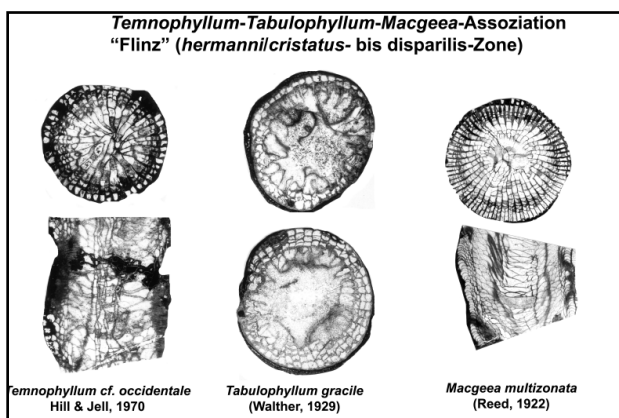 Temnophyllum-Tabulophyllum-Macgeea-Assoziation
“Flinz” (hermanni/cristatus- bis disparilis-Zone)
Temnophyllum cf. occidentale
Hill & Jell, 1970
Tabulophyllum gracile
(Walther, 1929)
Macgeea multizonata
(Reed, 1922)